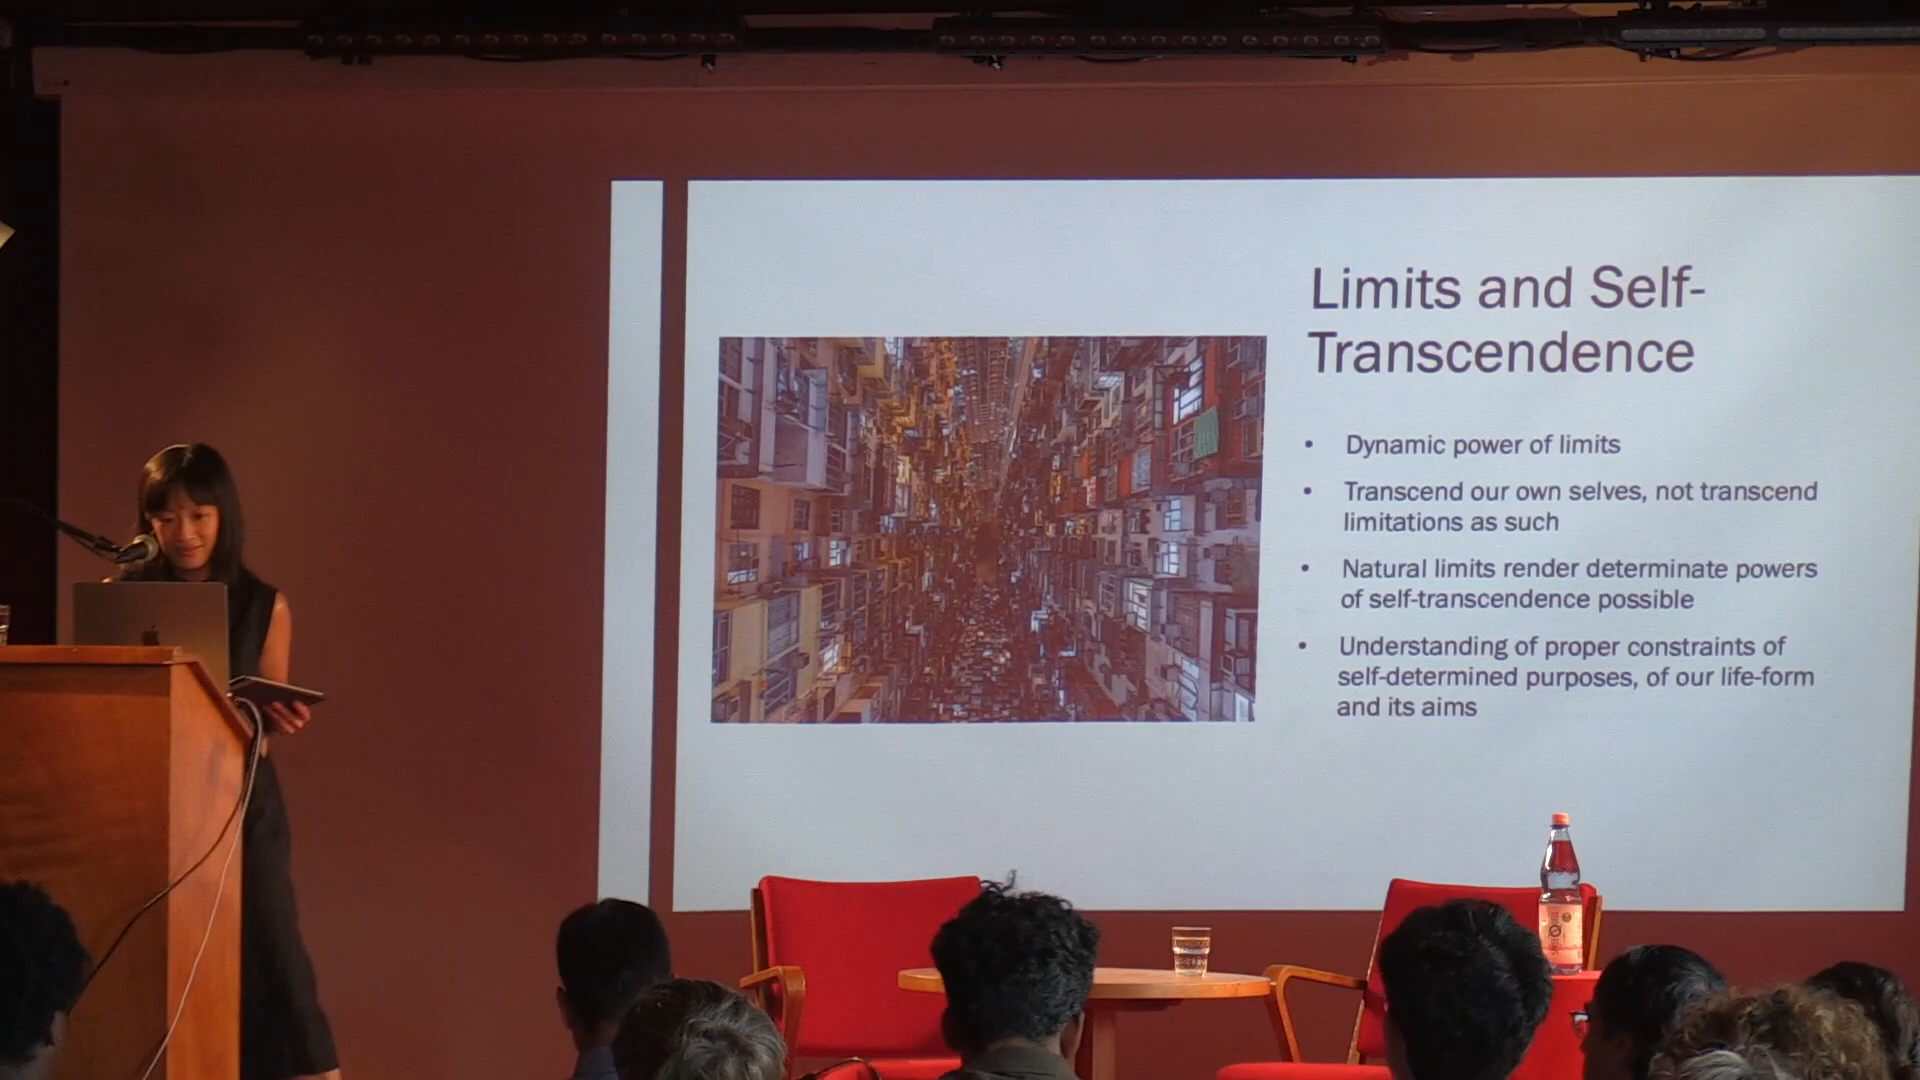 Limits and Self-
Transcendence
• Dynamic power of limits
• Transcend our own selves, not transcend
limitations as such
• Natural limits render determinate powers
of self-transcendence possible
• Understanding of proper constraints of
self-determined purposes, of our life-form
and its aims